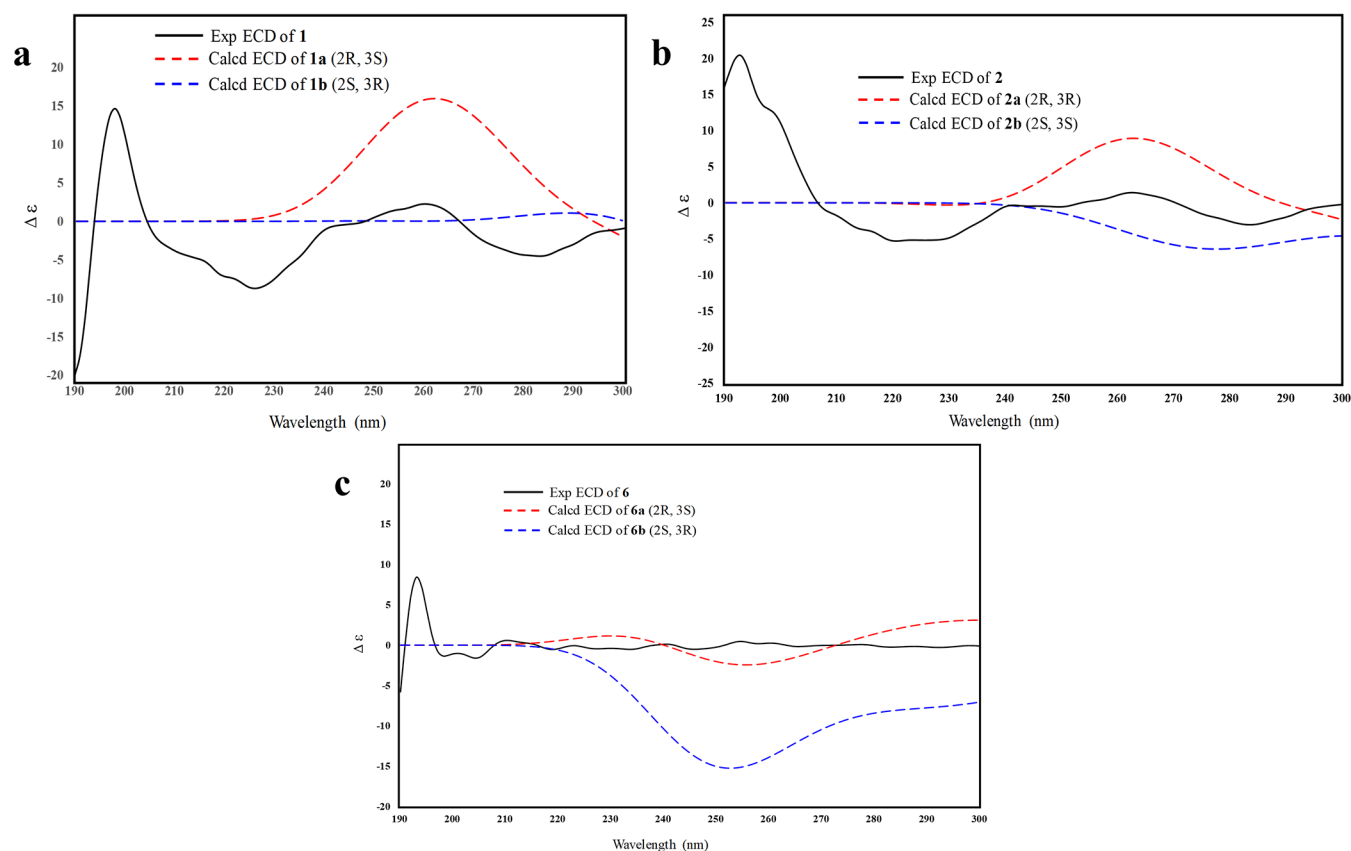 a
Exp ECD of 1
Calcd ECD of 1a (2R, 3S)
Calcd ECD of 1b (2S, 3R)
20
15
10
5
0
-5
-10
-15
-20
Δ ε
190 200 210 220 230 240 250 260 270 280 290 300
Wavelength (nm)
b
Exp ECD of 2
Calcd ECD of 2a (2R, 3R)
Calcd ECD of 2b (2S, 3S)
25
20
15
10
5
0
-5
-10
-15
-20
-25
Δ ε
190 200 210 220 230 240 250 260 270 280 290 300
Wavelength (nm)
c
Exp ECD of 6
Calcd ECD of 6a (2R, 3S)
Calcd ECD of 6b (2S, 3R)
20
15
10
5
0
-5
-10
-15
-20
Δ ε
190 200 210 220 230 240 250 260 270 280 290 300
Wavelength (nm)